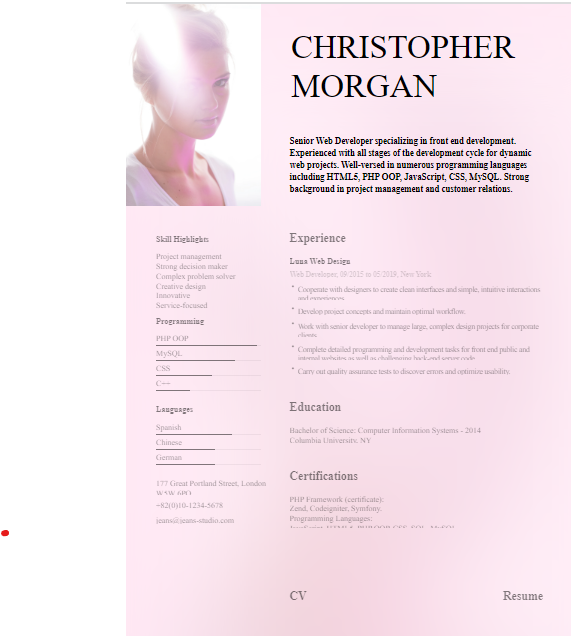 CHRISTOPHER
MORGAN
Senior Web Developer specializing in front end development.
Experienced with all stages of the development cycle for dynamic
web projects. Well-versed in numerous programming languages
including HTML5, PHP OOP, JavaScript, CSS, MySQL. Strong
background in project management and customer relations.
Skill Highlights
Project management
Strong decision maker
Complex problem solver
Creative design
Innovative
Service-focused
Programming
PHP OOP
MySQL
CSS
C++
Languages
Spanish
Chinese
German
177 Great Portland Street, London
W5W 6PQ
+82(0)10-1234-5678
jeans@jeans-studio.com
Experience
Luna Web Design
Web Developer, 09/2015 to 05/2019, New York
• Cooperate with designers to create clean interfaces and simple, intuitive interactions
and experiences.
• Develop project concepts and maintain optimal workflow.
• Work with senior developer to manage large, complex design projects for corporate
clients.
• Complete detailed programming and development tasks for front end public and
internal websites as well as challenging back-end server code.
• Carry out quality assurance tests to discover errors and optimize usability.
Education
Bachelor of Science: Computer Information Systems - 2014
Columbia University, NY
Certifications
PHP Framework (certificate):
Zend, Codeigniter, Symfony.
Programming Languages:
JavaScript, HTML5, PHP OOP, CSS, SQL, MySQL.
CV
Resume